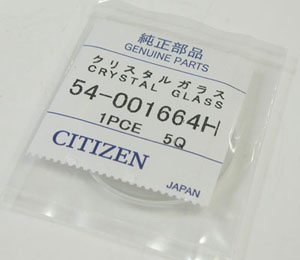 純正部品
GENUINE PARTS
クリスタルガラス
CRYSTAL GLASS
54-001664H
1PCE 5Q
CITIZEN
JAPAN